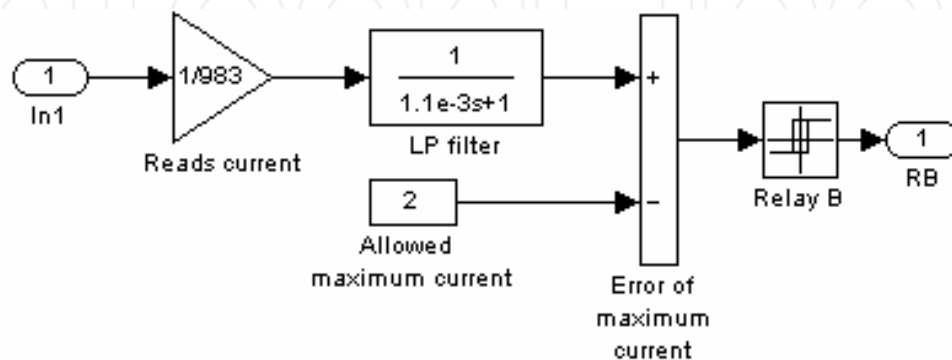 1
In1
1/983
Reads current
1
1.1e-3s+1
LP filter
2
Allowed
maximum current
+
−
Error of
maximum
current
Relay B
1
RB